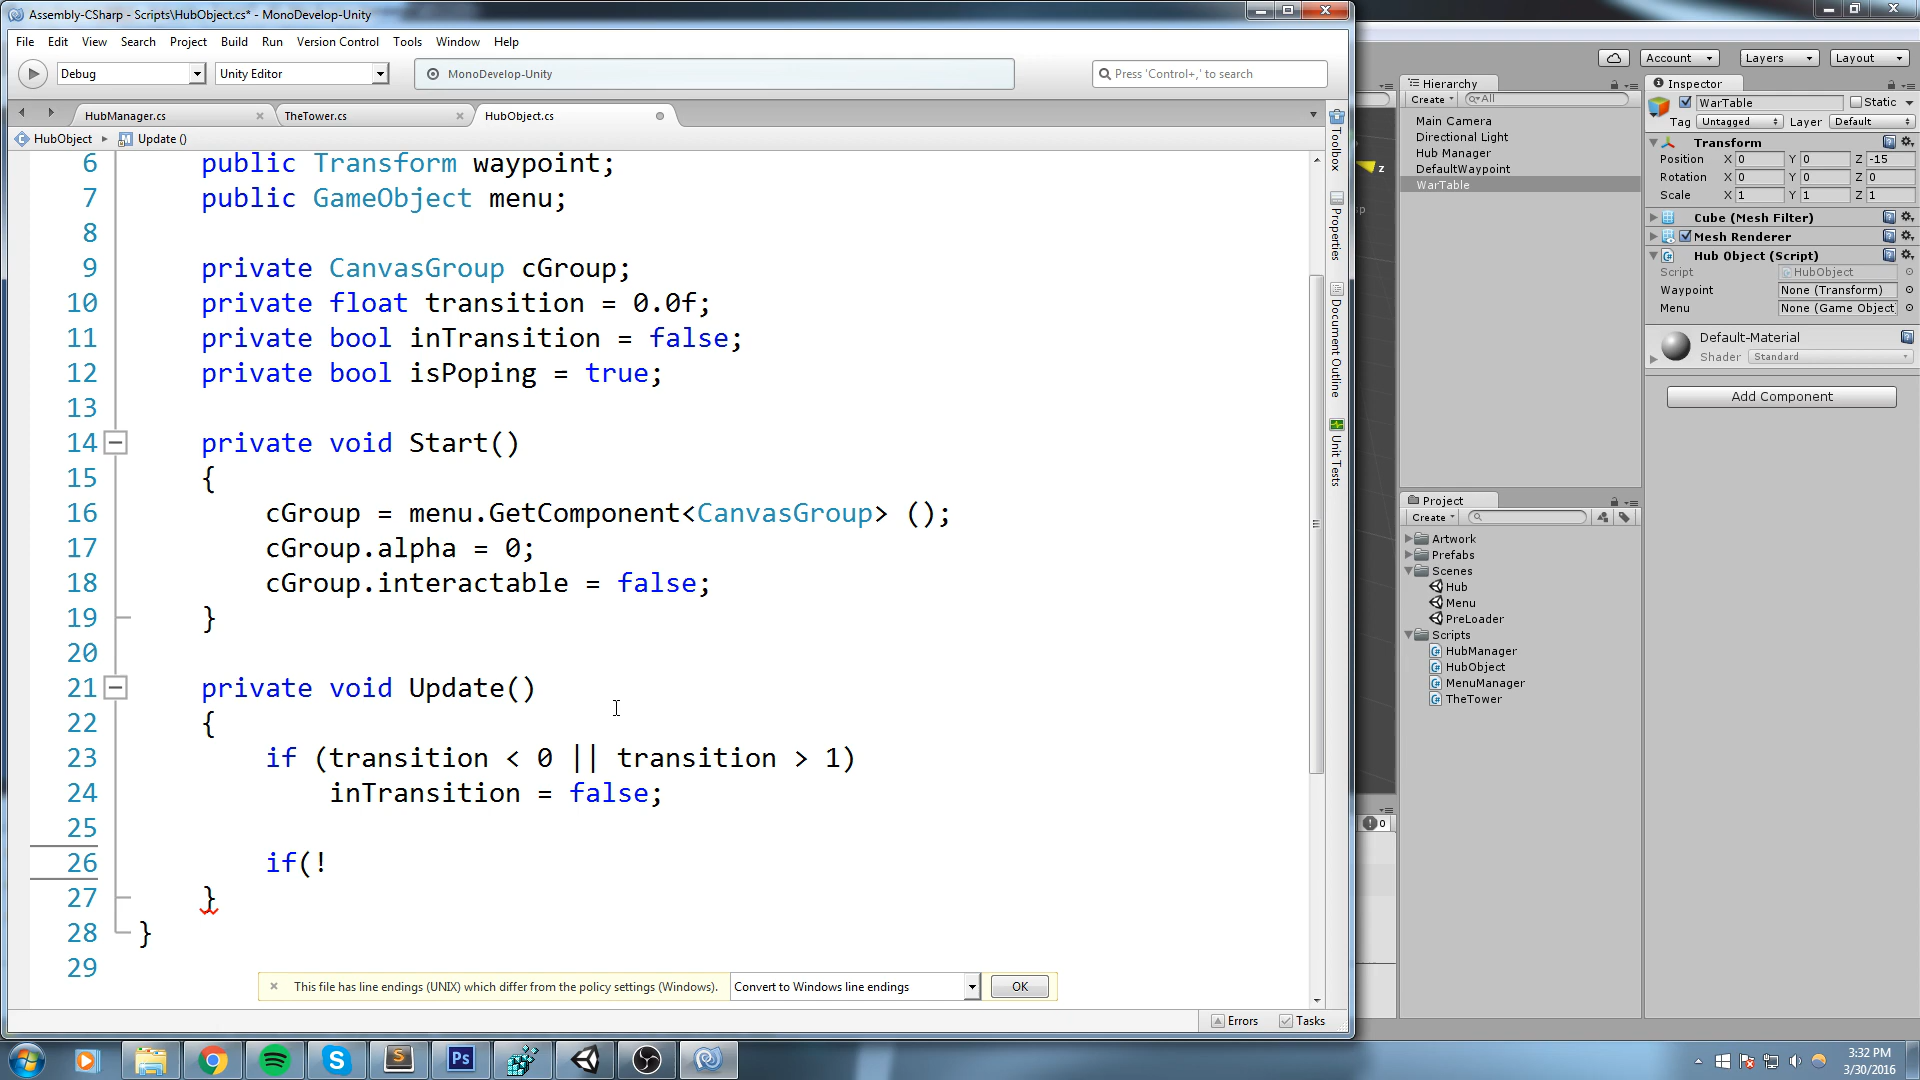 Assembly-CSharp - Scripts\HubObject.cs* - MonoDevelop-Unity
File Edit View Search Project Build Run Version Control Tools Window Help
Debug Unity Editor MonoDevelop-Unity Press 'Control+,' to search
HubManager.cs TheTower.cs HubObject.cs
HubObject Update ()
6 public Transform waypoint;
7 public GameObject menu;
8
9 private CanvasGroup cGroup;
10 private float transition = 0.0f;
11 private bool inTransition = false;
12 private bool isPoping = true;
13
14 private void Start()
15 {
16 cGroup = menu.GetComponent<CanvasGroup> ();
17 cGroup.alpha = 0;
18 cGroup.interactable = false;
19 }
20
21 private void Update()
22 {
23 if (transition < 0 || transition > 1)
24 inTransition = false;
25
26 if(!
27 }
28 }
29
This file has line endings (UNIX) which differ from the policy settings (Windows). Convert to Windows line endings OK
Errors Tasks
Toolbox
Properties
Document Outline
Unit Tests
z
0
Account Layers Layout
Hierarchy
Create All
Main Camera
Directional Light
Hub Manager
DefaultWaypoint
WarTable
Project
Create
Artwork
Prefabs
Scenes
Hub
Menu
PreLoader
Scripts
HubManager
HubObject
MenuManager
TheTower
Inspector
WarTable Static
Tag Untagged Layer Default
Transform
Position X 0 Y 0 Z -15
Rotation X 0 Y 0 Z 0
Scale X 1 Y 1 Z 1
Cube (Mesh Filter)
Mesh Renderer
Hub Object (Script)
Script HubObject
Waypoint None (Transform)
Menu None (Game Object
Default-Material
Shader Standard
Add Component
3:32 PM
3/30/2016